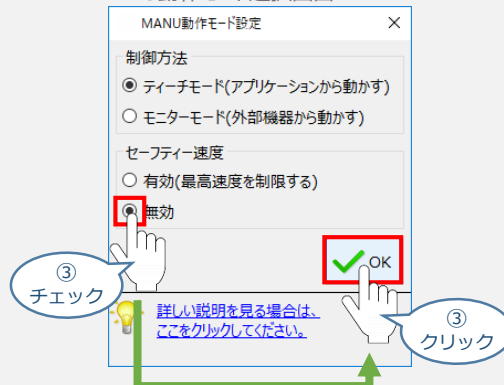 MANU動作モード設定
制御方法
ティーチモード(アプリケーションから動かす)
モニターモード(外部機器から動かす)
セーフティー速度
有効(最高速度を制限する)
無効
OK
③
チェック
詳しい説明を見る場合は、
ここをクリックしてください。
③
クリック